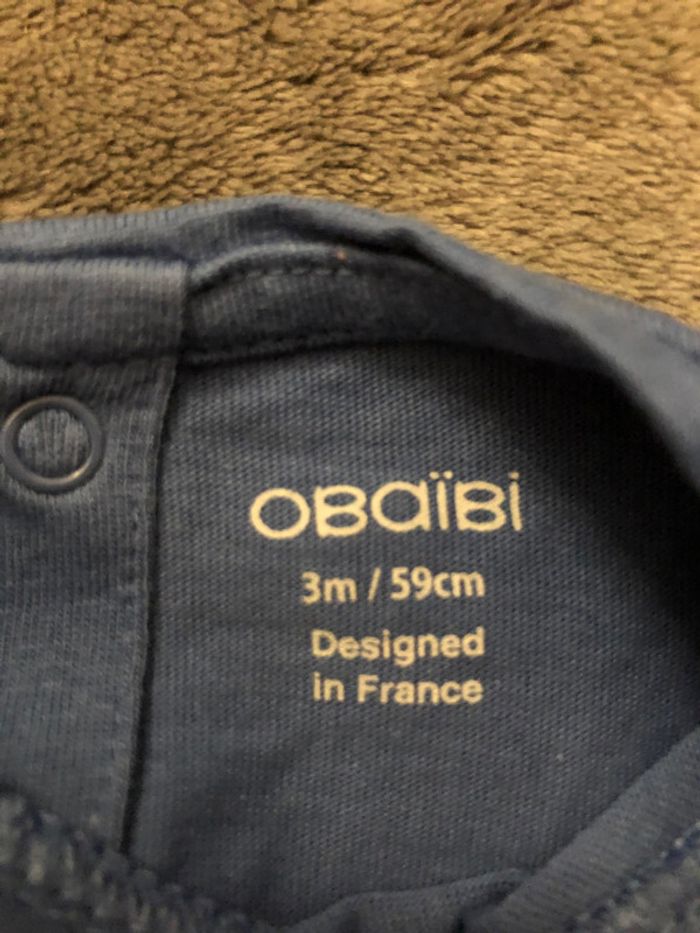 OBaïBi
3m / 59cm
Designed
in France